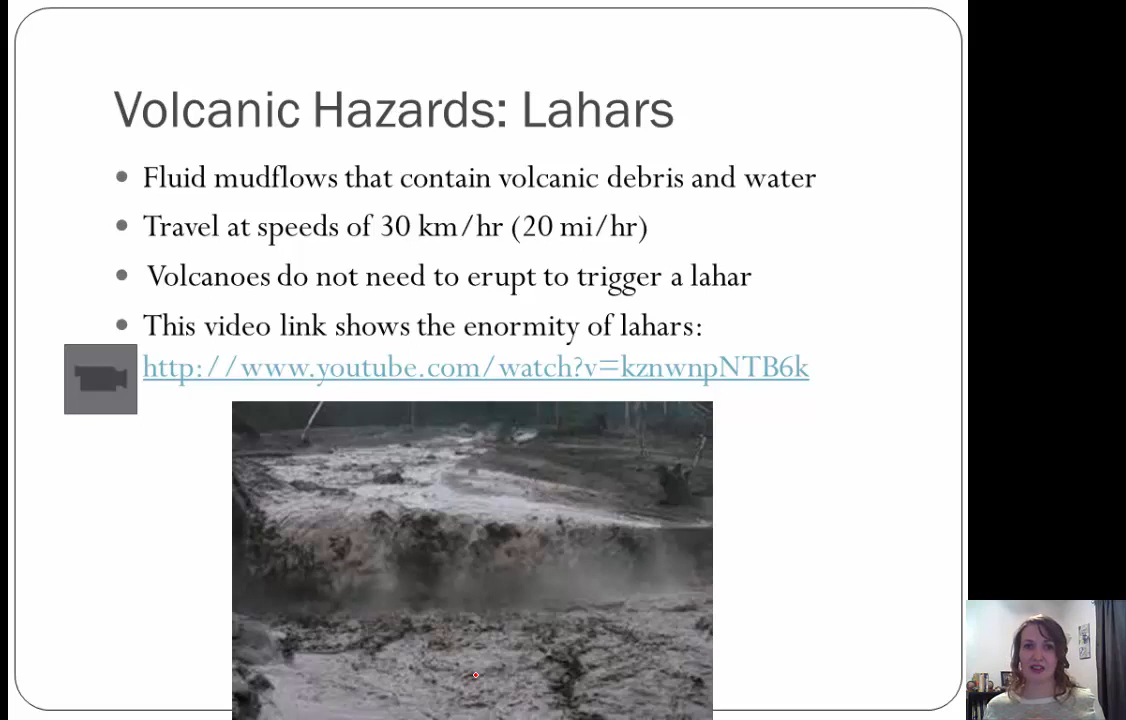 Volcanic Hazards: Lahars
Fluid mudflows that contain volcanic debris and water
Travel at speeds of 30 km/hr (20 mi/hr)
Volcanoes do not need to erupt to trigger a lahar
This video link shows the enormity of lahars:
http://www.youtube.com/watch?v=kznwnpNTB6k